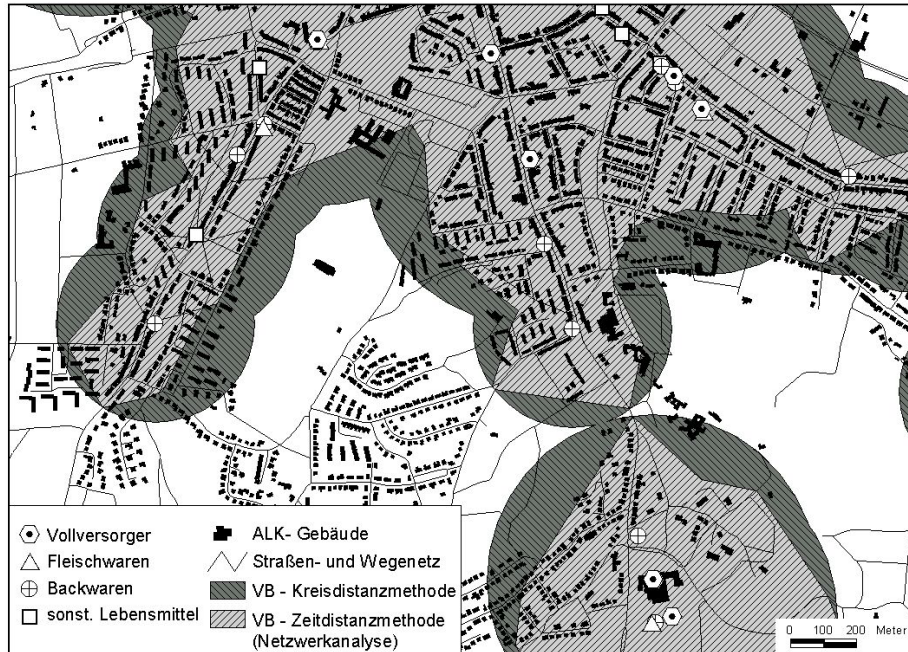 Vollversorger
Fleischwaren
Backwaren
sonst. Lebensmittel
ALK- Gebäude
Straßen- und Wegenetz
VB - Kreisdistanzmethode
VB - Zeitdistanzmethode
(Netzwerkanalyse)
0 100 200 Meter